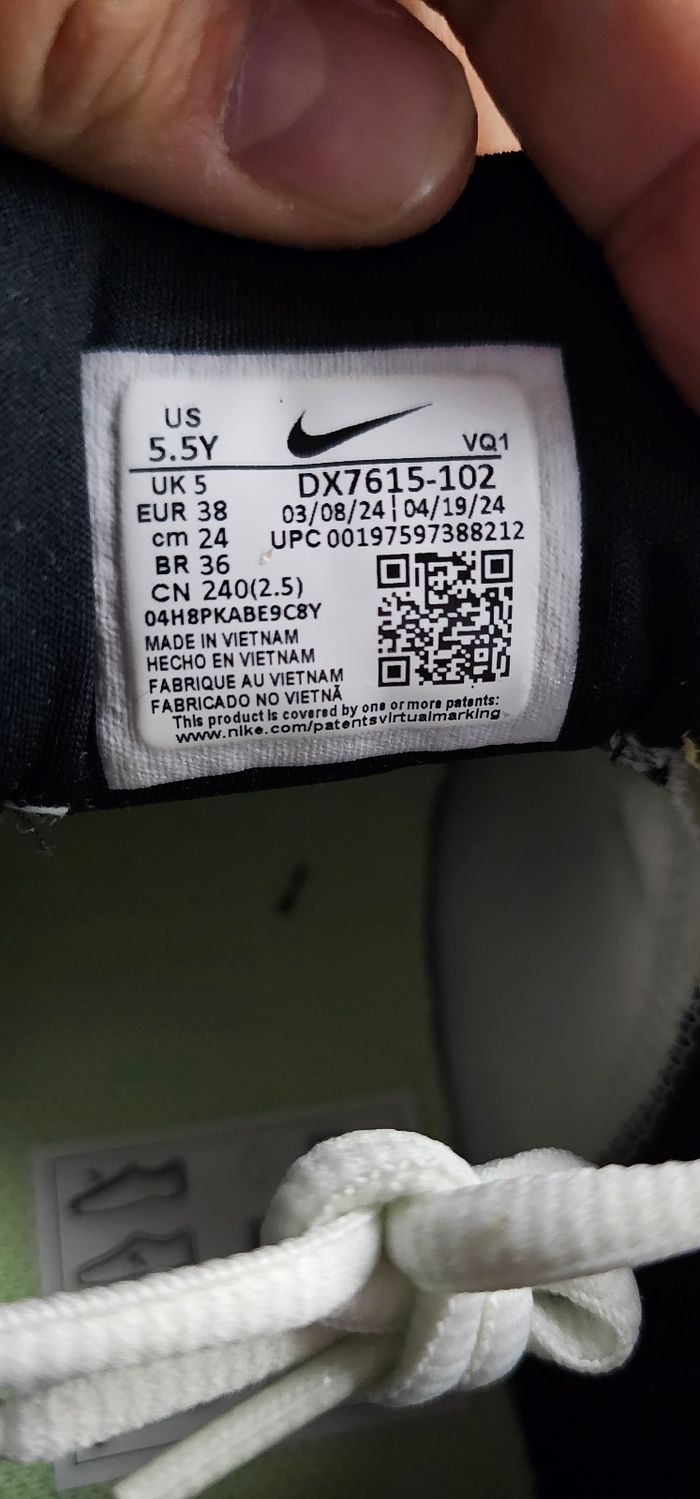 US
5.5Y
VQ1
UK 5
DX7615-102
EUR 38
03/08/24 | 04/19/24
cm 24
UPC 00197597388212
BR 36
CN 240(2.5)
04H8PKABE9C8Y
MADE IN VIETNAM
HECHO EN VIETNAM
FABRIQUE AU VIETNAM
FABRICADO NO VIETNÃ
This product is covered by one or more patents:
www.nike.com/patentsvirtualmarking